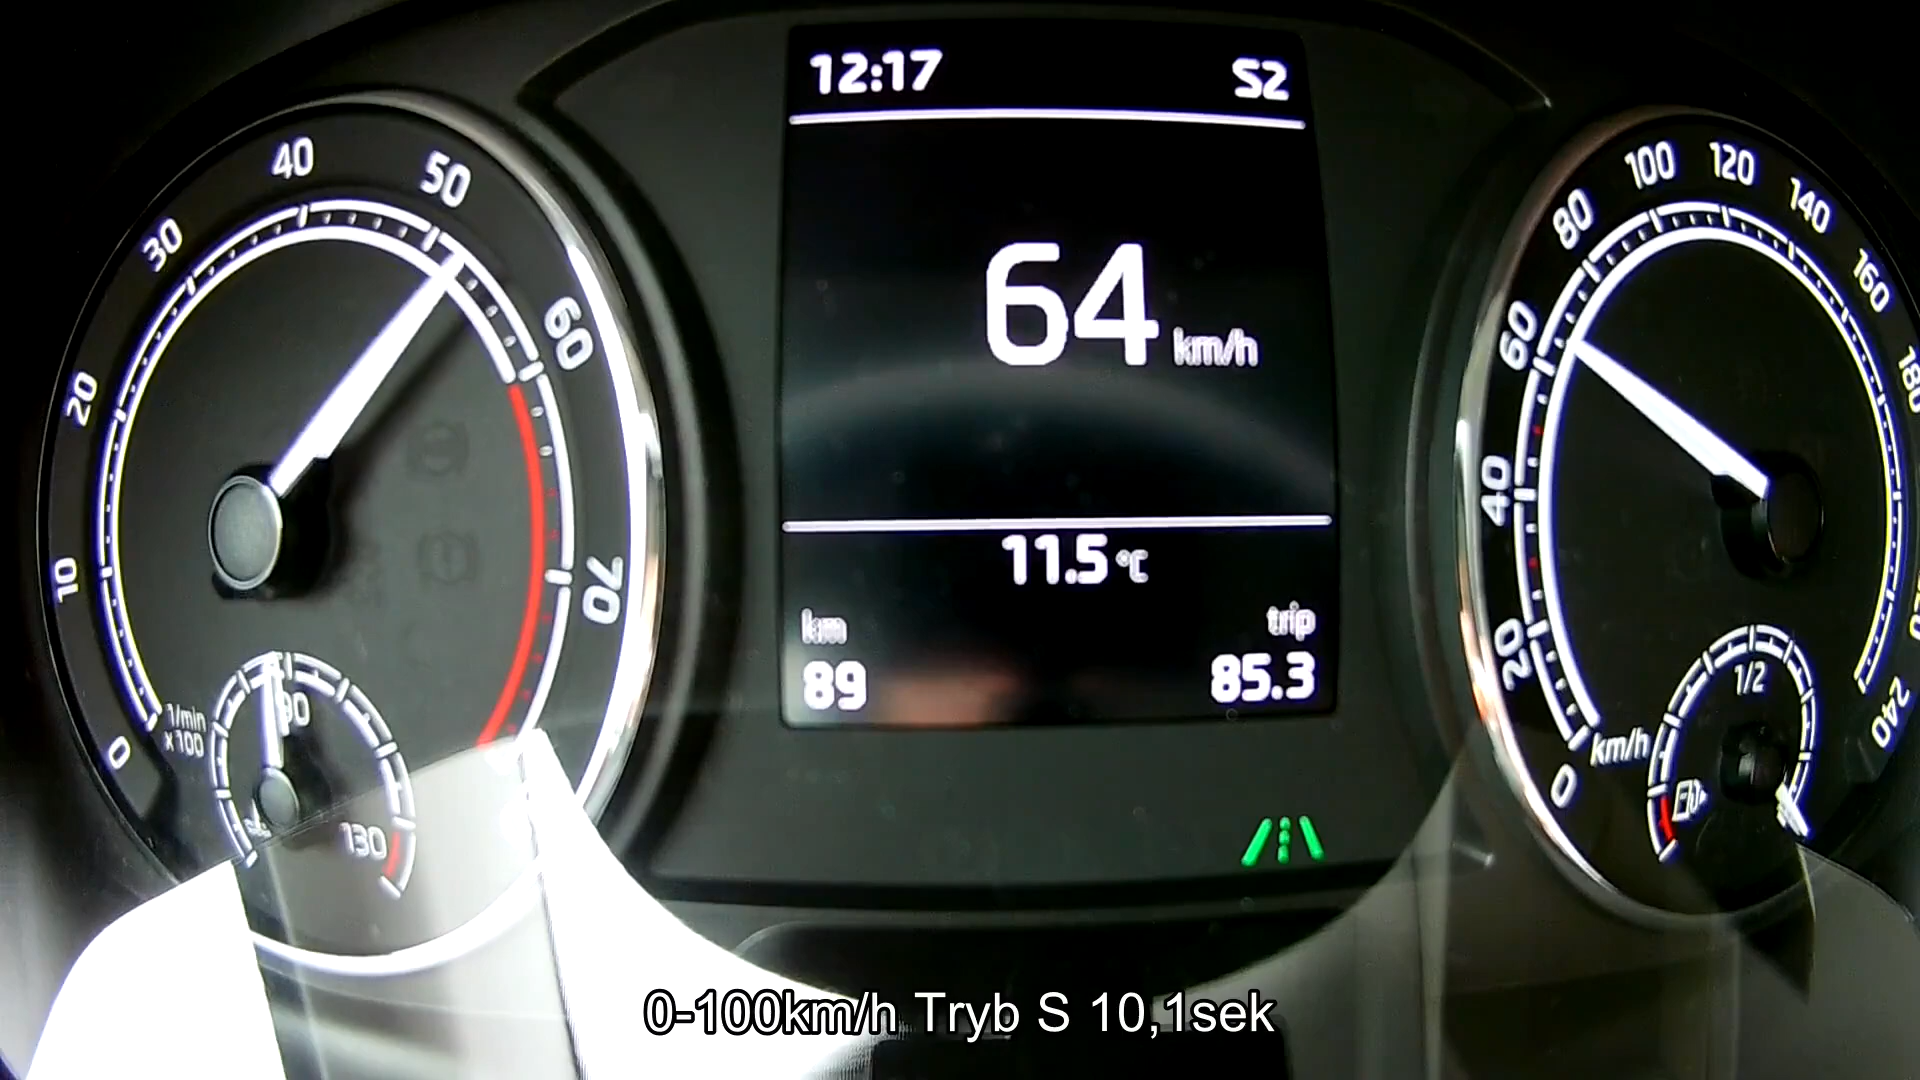 12:17 S2
64 km/h
11.5 °C
km trip
89 85.3
0 10 20 30 40 50 60 70
1/min
x100
90 130
0 20 40 60 80 100 120 140 160 180 240
km/h
1/2
0-100km/h Tryb S 10,1sek